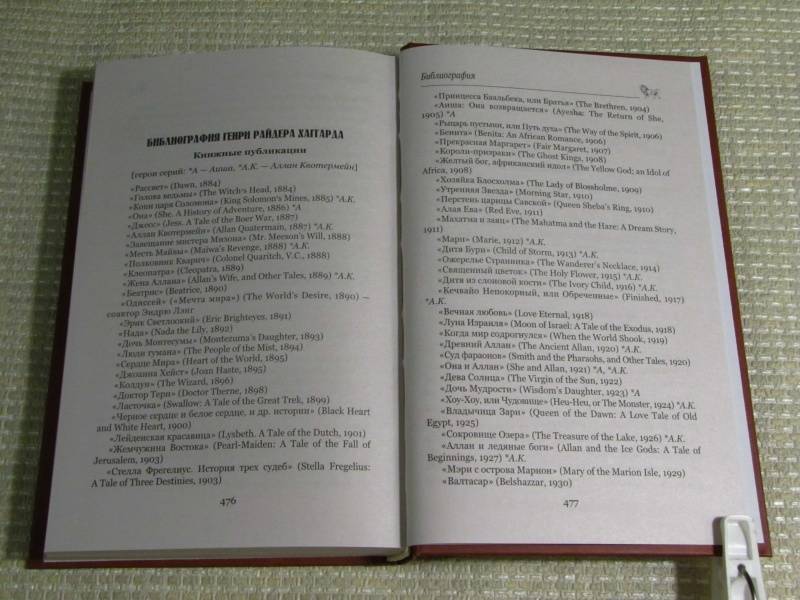 БИБЛИОГРАФИЯ ГЕНРИ РАЙДЕРА ХАГГАРДА
Книжные публикации
[герои серий: *А — Аиша, *А.К. — Аллан Квотермейн]
«Рассвет» (Dawn, 1884)
«Голова ведьмы» (The Witch's Head, 1884)
«Копи царя Соломона» (King Solomon's Mines, 1885) *А.К.
«Она» (She. A History of Adventure, 1886) *А
«Джесс» (Jess. A Tale of the Boer War, 1887)
«Аллан Квотермейн» (Allan Quatermain, 1887) *А.К.
«Завещание мистера Мизона» (Mr. Meeson's Will, 1888)
«Месть Майвы» (Maiwa's Revenge, 1888) *А.К.
«Полковник Кварич» (Colonel Quaritch, V.C., 1888)
«Клеопатра» (Cleopatra, 1889)
«Жена Аллана» (Allan's Wife, and Other Tales, 1889) *А.К.
«Беатрис» (Beatrice, 1890)
«Одиссей» («Мечта мира») (The World's Desire, 1890) —
соавтор Эндрю Лэнг
«Эрик Светлоокий» (Eric Brighteyes, 1891)
«Нада» (Nada the Lily, 1892)
«Дочь Монтесумы» (Montezuma's Daughter, 1893)
«Люди тумана» (The People of the Mist, 1894)
«Сердце Мира» (Heart of the World, 1895)
«Джоанна Хейст» (Joan Haste, 1895)
«Колдун» (The Wizard, 1896)
«Доктор Терн» (Doctor Therne, 1898)
«Ласточка» (Swallow: A Tale of the Great Trek, 1899)
«Черное сердце и белое сердце, и др. истории» (Black Heart
and White Heart, 1900)
«Лейденская красавица» (Lysbeth. A Tale of the Dutch, 1901)
«Жемчужина Востока» (Pearl-Maiden: A Tale of the Fall of
Jerusalem, 1903)
«Стелла Фрегелиус. История трех судеб» (Stella Fregelius:
A Tale of Three Destinies, 1903)
476
Библиография
«Принцесса Баальбека, или Братья» (The Brethren, 1904)
«Аиша: Она возвращается» (Ayesha: The Return of She,
1905) *А
«Рыцарь пустыни, или Путь духа» (The Way of the Spirit, 1906)
«Бенита» (Benita: An African Romance, 1906)
«Прекрасная Маргарет» (Fair Margaret, 1907)
«Короли-призраки» (The Ghost Kings, 1908)
«Желтый бог, африканский идол» (The Yellow God; an Idol of
Africa, 1908)
«Хозяйка Блосхолма» (The Lady of Blossholme, 1909)
«Утренняя Звезда» (Morning Star, 1910)
«Перстень царицы Савской» (Queen Sheba's Ring, 1910)
«Алая Ева» (Red Eve, 1911)
«Махатма и заяц» (The Mahatma and the Hare: A Dream Story,
1911)
«Мари» (Marie, 1912) *А.К.
«Дитя Бури» (Child of Storm, 1913) *А.К.
«Ожерелье Странника» (The Wanderer's Necklace, 1914)
«Священный цветок» (The Holy Flower, 1915) *А.К.
«Дитя из слоновой кости» (The Ivory Child, 1916) *А.К.
«Кечвайо Непокорный, или Обреченные» (Finished, 1917)
*А.К.
«Вечная любовь» (Love Eternal, 1918)
«Луна Израиля» (Moon of Israel: A Tale of the Exodus, 1918)
«Когда мир содрогнулся» (When the World Shook, 1919)
«Древний Аллан» (The Ancient Allan, 1920) *А.К.
«Суд фараонов» (Smith and the Pharaohs, and Other Tales, 1920)
«Она и Аллан» (She and Allan, 1921) *А, *А.К.
«Дева Солнца» (The Virgin of the Sun, 1922)
«Дочь Мудрости» (Wisdom's Daughter, 1923) *А
«Хоу-Хоу, или Чудовище» (Heu-Heu, or The Monster, 1924) *А.К.
«Владычица Зари» (Queen of the Dawn: A Love Tale of Old
Egypt, 1925)
«Сокровище Озера» (The Treasure of the Lake, 1926) *А.К.
«Аллан и ледяные боги» (Allan and the Ice Gods: A Tale of
Beginnings, 1927) *А.К.
«Мэри с острова Марион» (Mary of the Marion Isle, 1929)
«Валтасар» (Belshazzar, 1930)
477